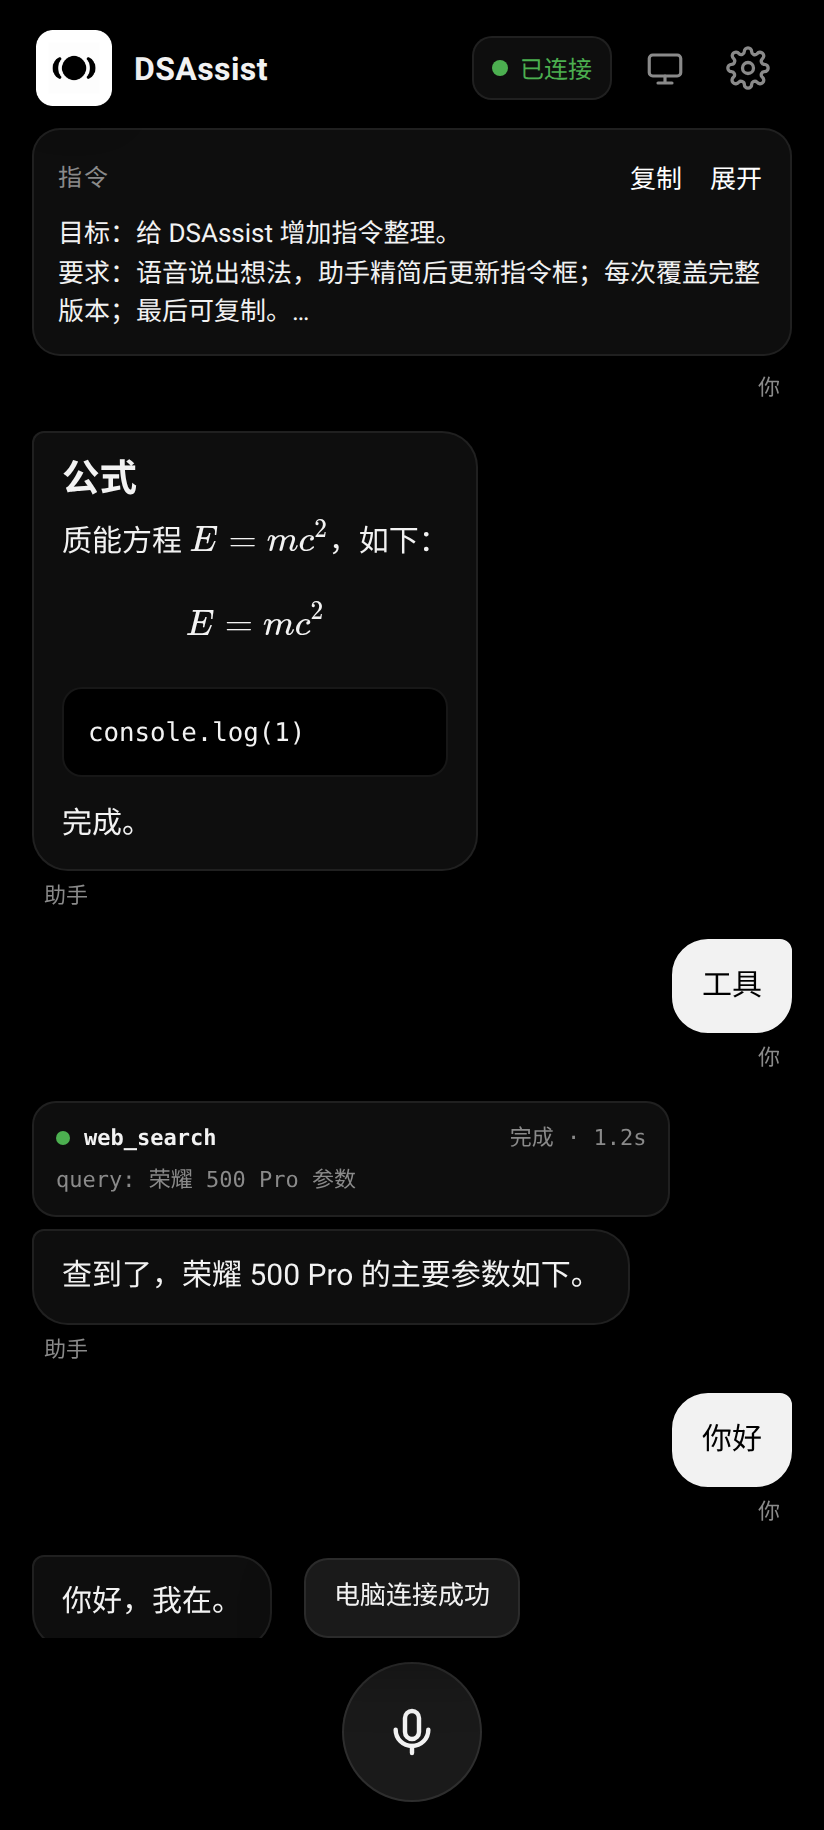 DSAssist
已连接
指令
复制 展开
目标：给 DSAssist 增加指令整理。
要求：语音说出想法，助手精简后更新指令框；每次覆盖完整
版本；最后可复制。...
你
公式
质能方程 E = mc²，如下：
E = mc²
console.log(1)
完成。
助手
工具
你
web_search 完成 · 1.2s
query: 荣耀 500 Pro 参数
查到了，荣耀 500 Pro 的主要参数如下。
助手
你好
你
你好，我在。
电脑连接成功